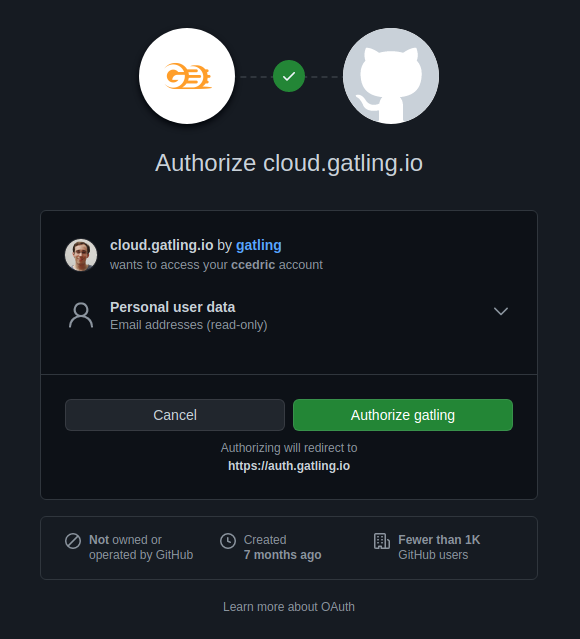 Authorize cloud.gatling.io
cloud.gatling.io by gatling
wants to access your ccedric account
Personal user data
Email addresses (read-only)
Cancel
Authorize gatling
Authorizing will redirect to
https://auth.gatling.io
Not owned or
operated by GitHub
Created
7 months ago
Fewer than 1K
GitHub users
Learn more about OAuth